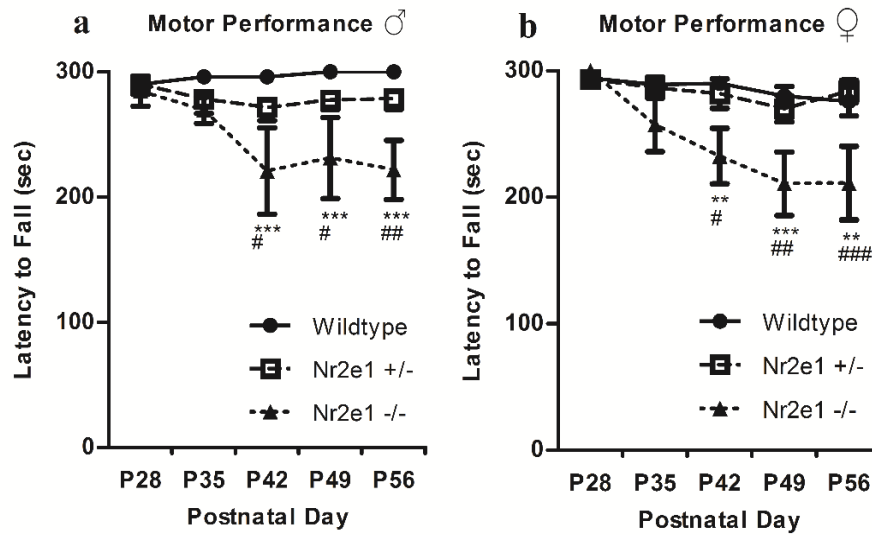 a Motor Performance ♂
300
200
100
0
Latency to Fall (sec)
***
#
***
#
***
##
Wildtype
Nr2e1 +/-
Nr2e1 -/-
P28 P35 P42 P49 P56
Postnatal Day
b Motor Performance ♀
300
200
100
0
Latency to Fall (sec)
**
#
***
##
**
###
Wildtype
Nr2e1 +/-
Nr2e1 -/-
P28 P35 P42 P49 P56
Postnatal Day